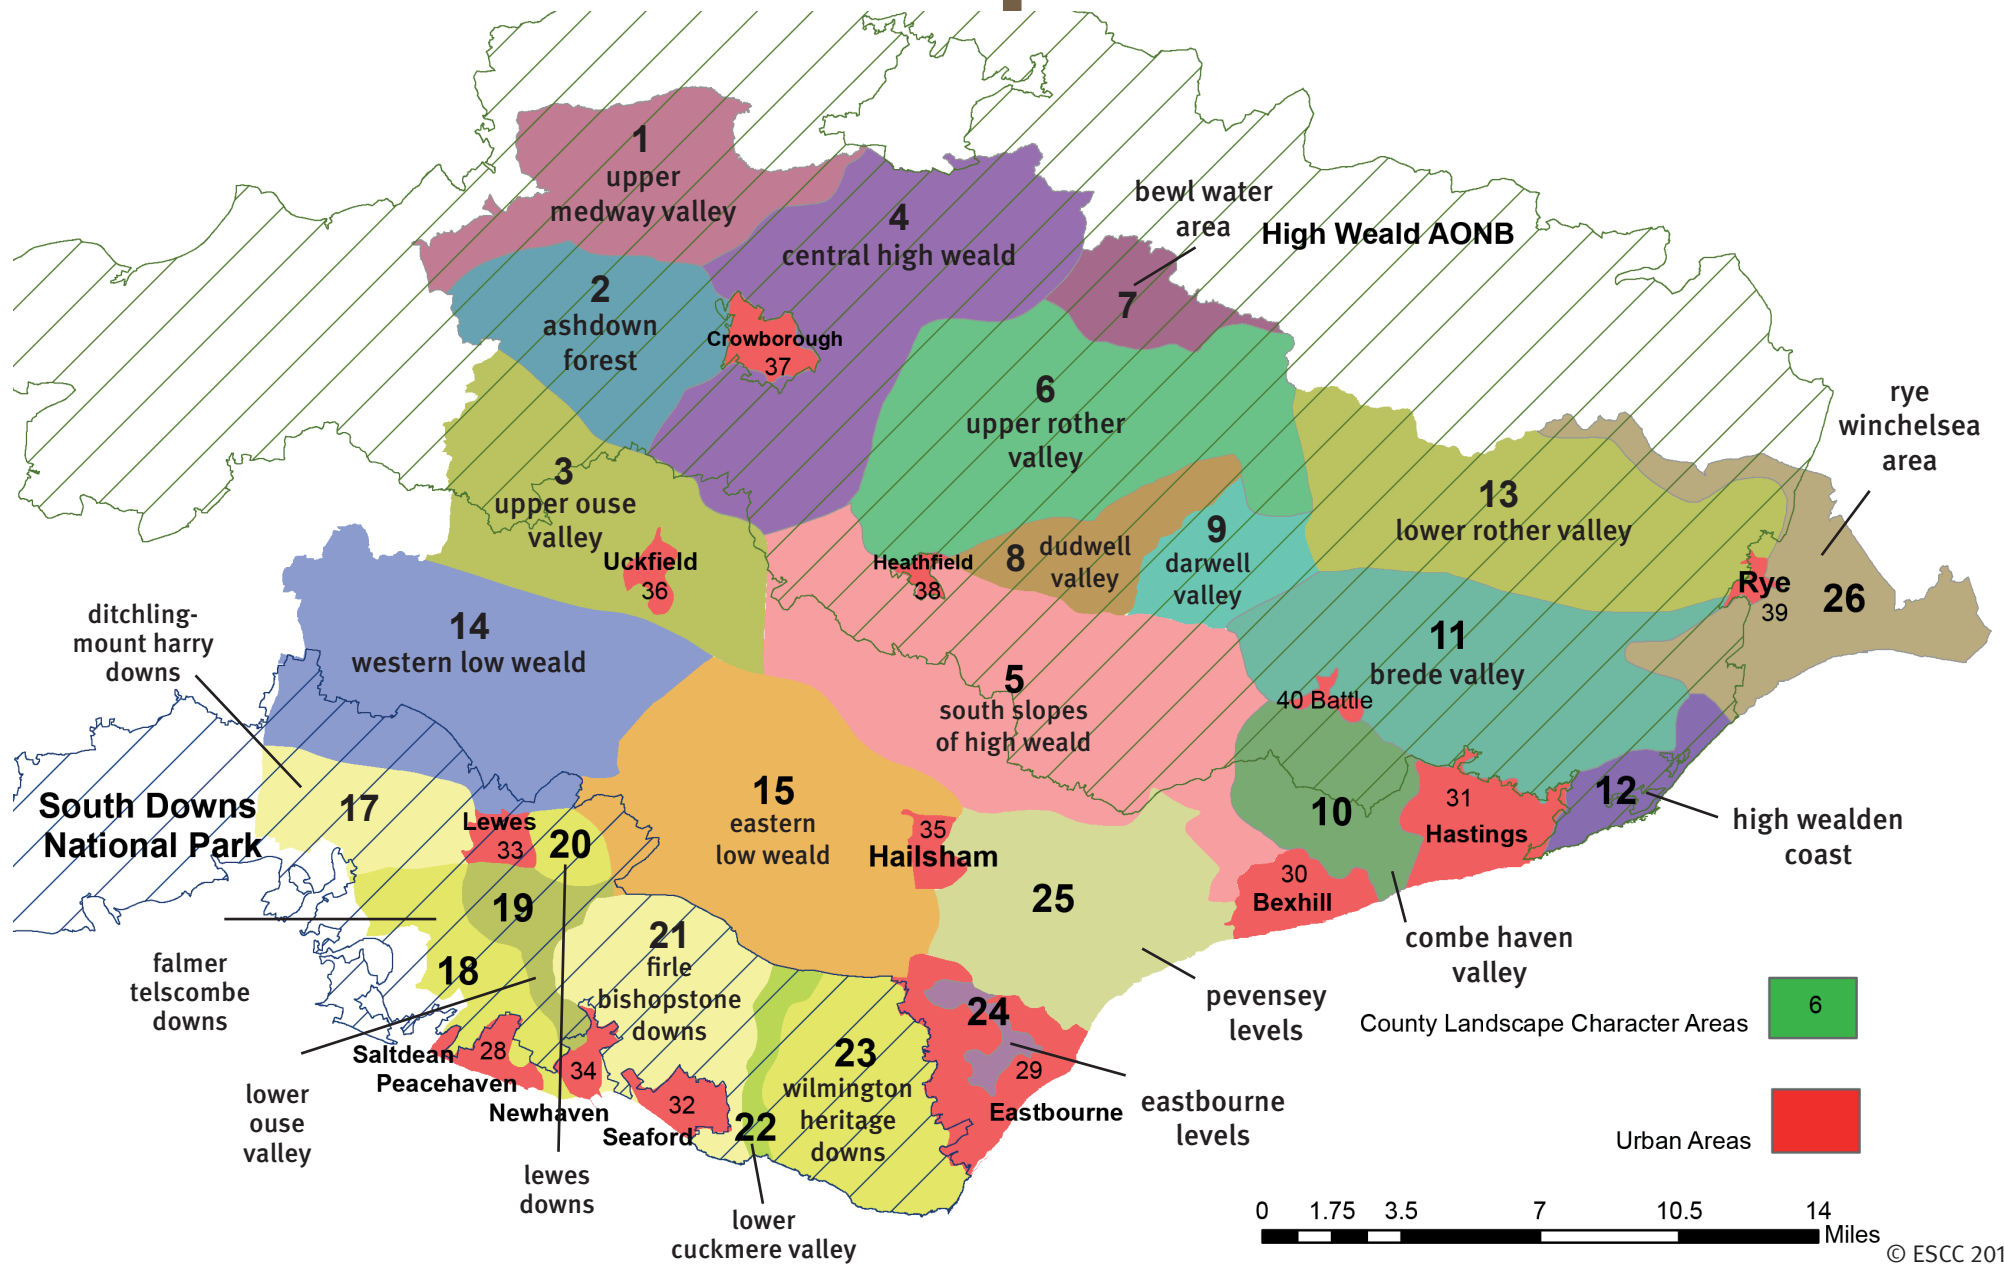 1
upper
medway valley
bewl water
area
High Weald AONB
4
central high weald
2
ashdown
forest
7
Crowborough
37
6
upper rother
valley
rye
winchelsea
area
3
upper ouse
valley
13
lower rother valley
Uckfield
36
Heathfield
38
8
dudwell
valley
9
darwell
valley
Rye
39
26
ditchling-
mount harry
downs
14
western low weald
11
brede valley
5
south slopes
of high weald
40 Battle
South Downs
National Park
17
Lewes
33
20
15
eastern
low weald
35
Hailsham
10
31
Hastings
12
high wealden
coast
30
Bexhill
25
19
18
21
firle
bishopstone
downs
combe haven
valley
falmer
telscombe
downs
pevensey
levels
24
29
Eastbourne
eastbourne
levels
23
wilmington
heritage
downs
Saltdean
28
Peacehaven
34
Newhaven
32
Seaford
22
lower
ouse
valley
lewes
downs
lower
cuckmere valley
6
County Landscape Character Areas
Urban Areas
0 1.75 3.5 7 10.5 14
Miles
© ESCC 201